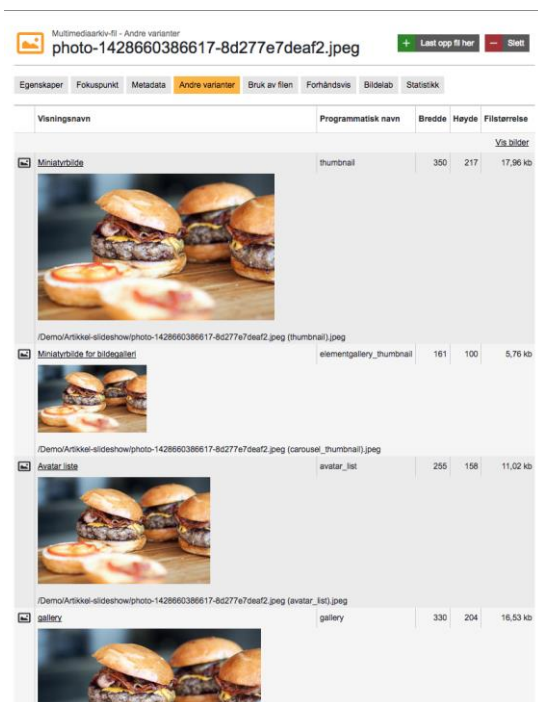 Multimediaarkiv-fil - Andre varianter
photo-1428660386617-8d277e7deaf2.jpeg
Last opp fil her
Slett
Egenskaper Fokuspunkt Metadata Andre varianter Bruk av filen Forhåndsvis Bildelab Statistikk
Visningsnavn Programmatisk navn Bredde Høyde Filstørrelse
Vis bilder
Miniatyrbilde thumbnail 350 217 17,96 kb
/Demo/Artikkel-slideshow/photo-1428660386617-8d277e7deaf2.jpeg (thumbnail).jpeg
Miniatyrbilde for bildegalleri elementgallery_thumbnail 161 100 5,76 kb
/Demo/Artikkel-slideshow/photo-1428660386617-8d277e7deaf2.jpeg (carousel_thumbnail).jpeg
Avatar liste avatar_list 255 158 11,02 kb
/Demo/Artikkel-slideshow/photo-1428660386617-8d277e7deaf2.jpeg (avatar_list).jpeg
gallery gallery 330 204 16,53 kb